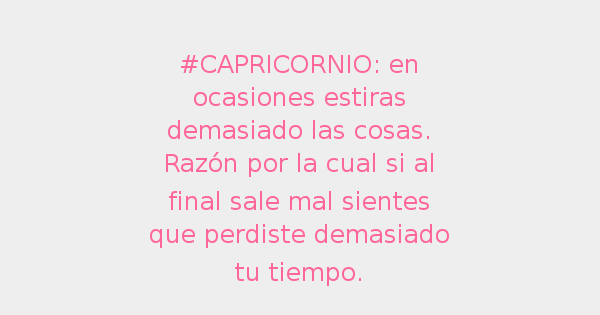 #CAPRICORNIO: en
ocasiones estiras
demasiado las cosas.
Razón por la cual si al
final sale mal sientes
que perdiste demasiado
tu tiempo.